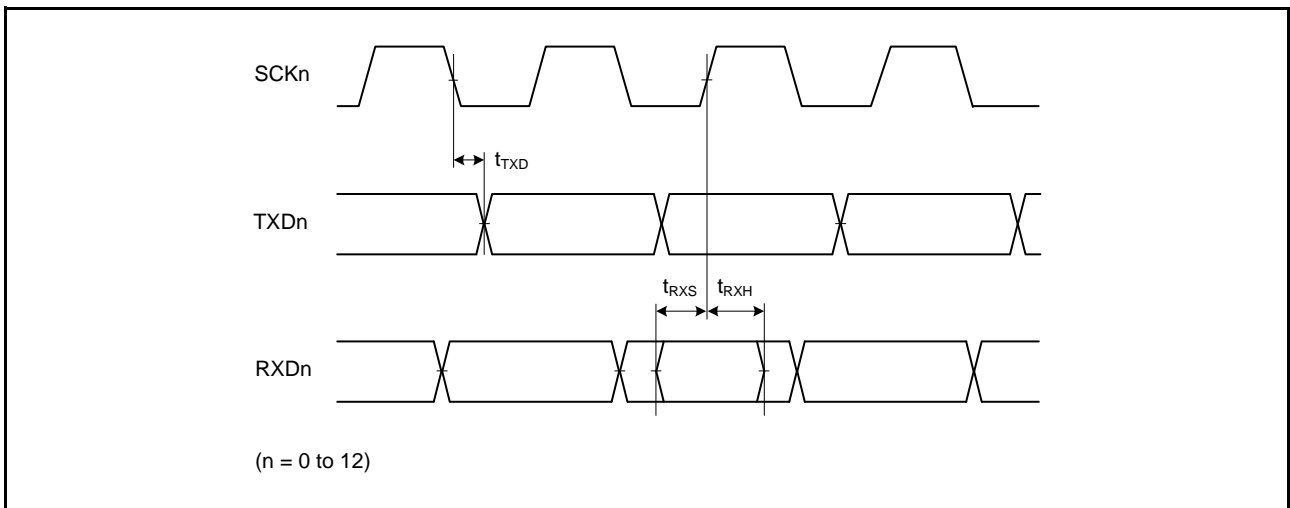 SCKn
tTXD
TXDn
tRXS tRXH
RXDn
(n = 0 to 12)